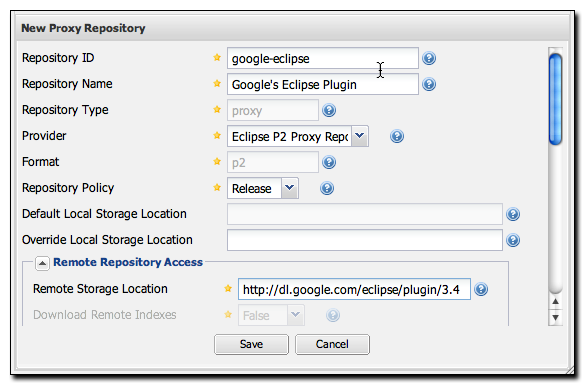 New Proxy Repository
Repository ID google-eclipse
Repository Name Google's Eclipse Plugin
Repository Type proxy
Provider Eclipse P2 Proxy Repo
Format p2
Repository Policy Release
Default Local Storage Location
Override Local Storage Location
Remote Repository Access
Remote Storage Location http://dl.google.com/eclipse/plugin/3.4
Download Remote Indexes False
Save Cancel